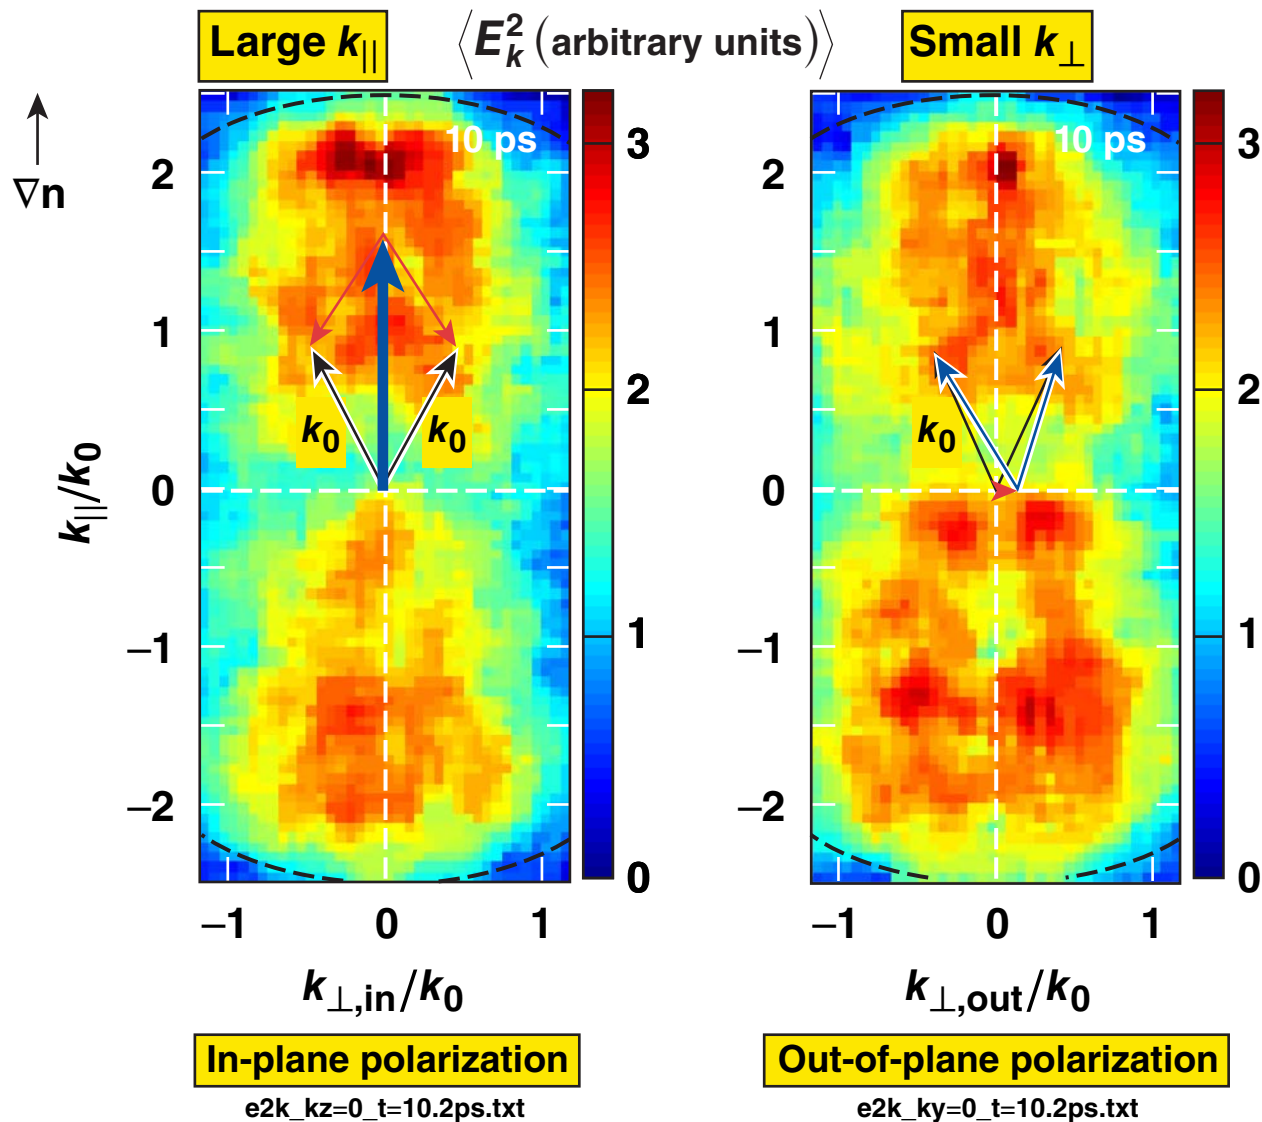 Large k||
⟨E_k^2 (arbitrary units)⟩
Small k⊥
∇n
10 ps
10 ps
3
2
1
0
3
2
1
0
2
1
0
−1
−2
2
1
0
−1
−2
k||/k0
k0
k0
k0
−1 0 1
−1 0 1
k⊥,in/k0
k⊥,out/k0
In-plane polarization
Out-of-plane polarization
e2k_kz=0_t=10.2ps.txt
e2k_ky=0_t=10.2ps.txt